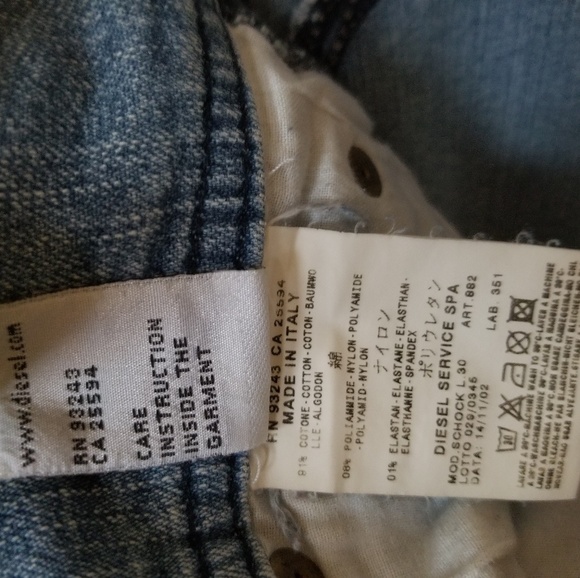 www.diesel.com
RN 93243
CA 25594
CARE
INSTRUCTION
INSIDE THE
GARMENT
RN 93243 CA 25594
MADE IN ITALY
91% COTONE-COTTON-COTON-BAUMWO
LLE-ALGODON
綿
08% POLIAMMIDE-NYLON-POLYAMIDE
-POLYAMID-NYLON
ナイロン
01% ELASTAN-ELASTANE-ELASTHAN-
ELASTHANNE-SPANDEX
ポリウレタン
DIESEL SERVICE SPA
MOD.SCHOCK L.30 ART.882
LOTTO 029/0345
DATA: 14/11/02 LAB. 351